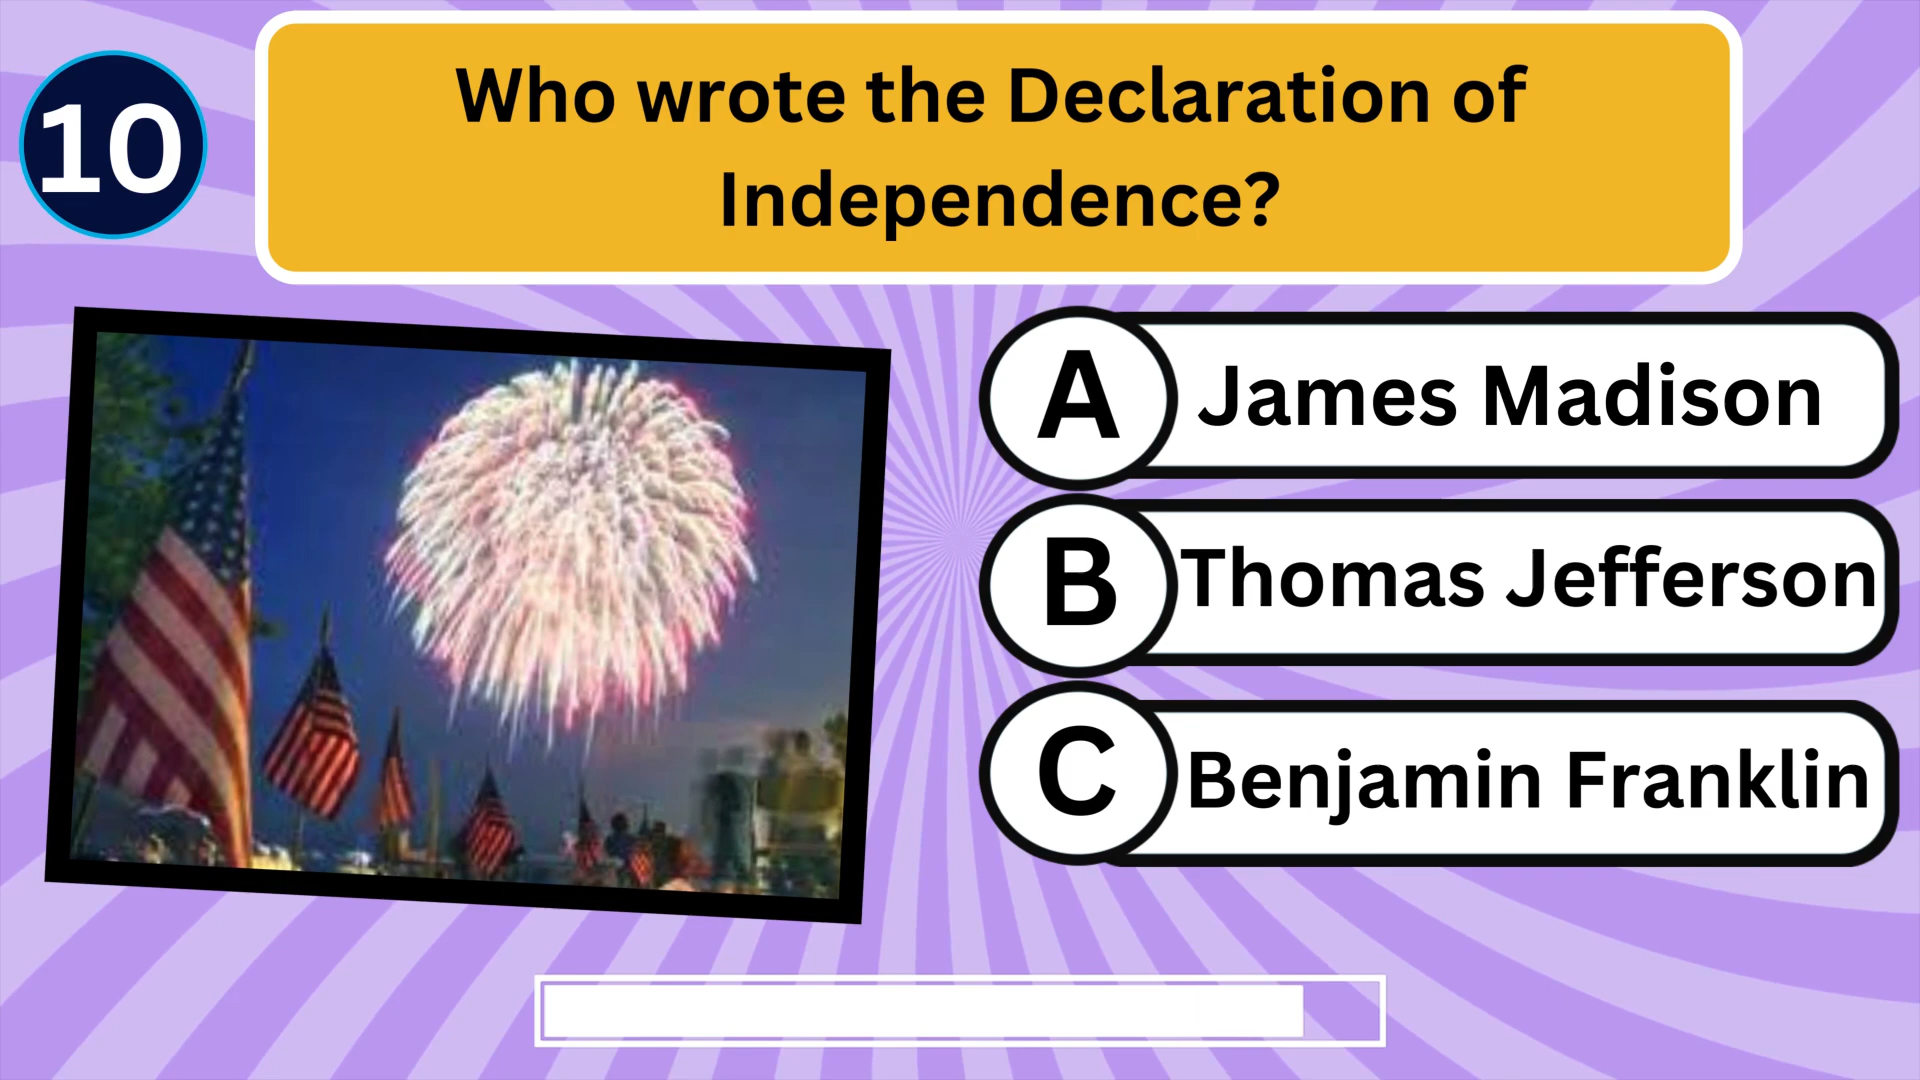 10
Who wrote the Declaration of
Independence?
A James Madison
B Thomas Jefferson
C Benjamin Franklin